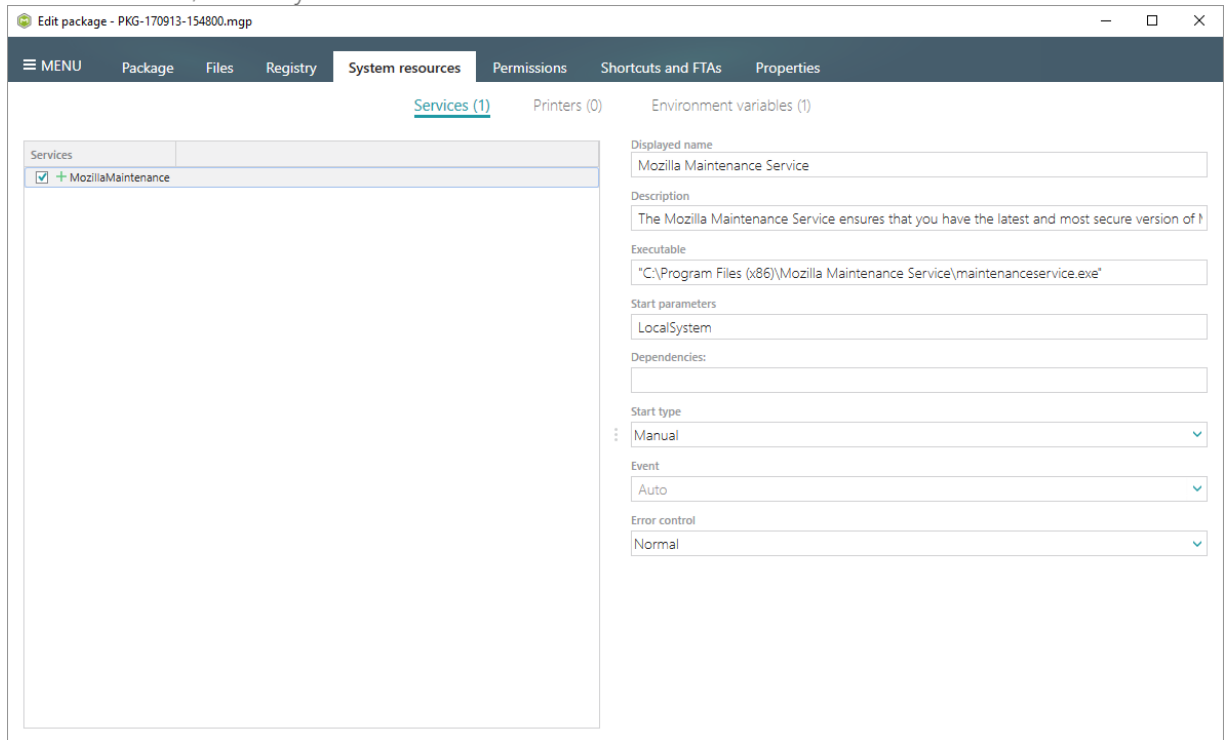 Edit package - PKG-170913-154800.mgp
MENU Package Files Registry System resources Permissions Shortcuts and FTAs Properties
Services (1) Printers (0) Environment variables (1)
Services
MozillaMaintenance
Displayed name
Mozilla Maintenance Service
Description
The Mozilla Maintenance Service ensures that you have the latest and most secure version of
Executable
"C:\Program Files (x86)\Mozilla Maintenance Service\maintenanceservice.exe"
Start parameters
LocalSystem
Dependencies:
Start type
Manual
Event
Auto
Error control
Normal